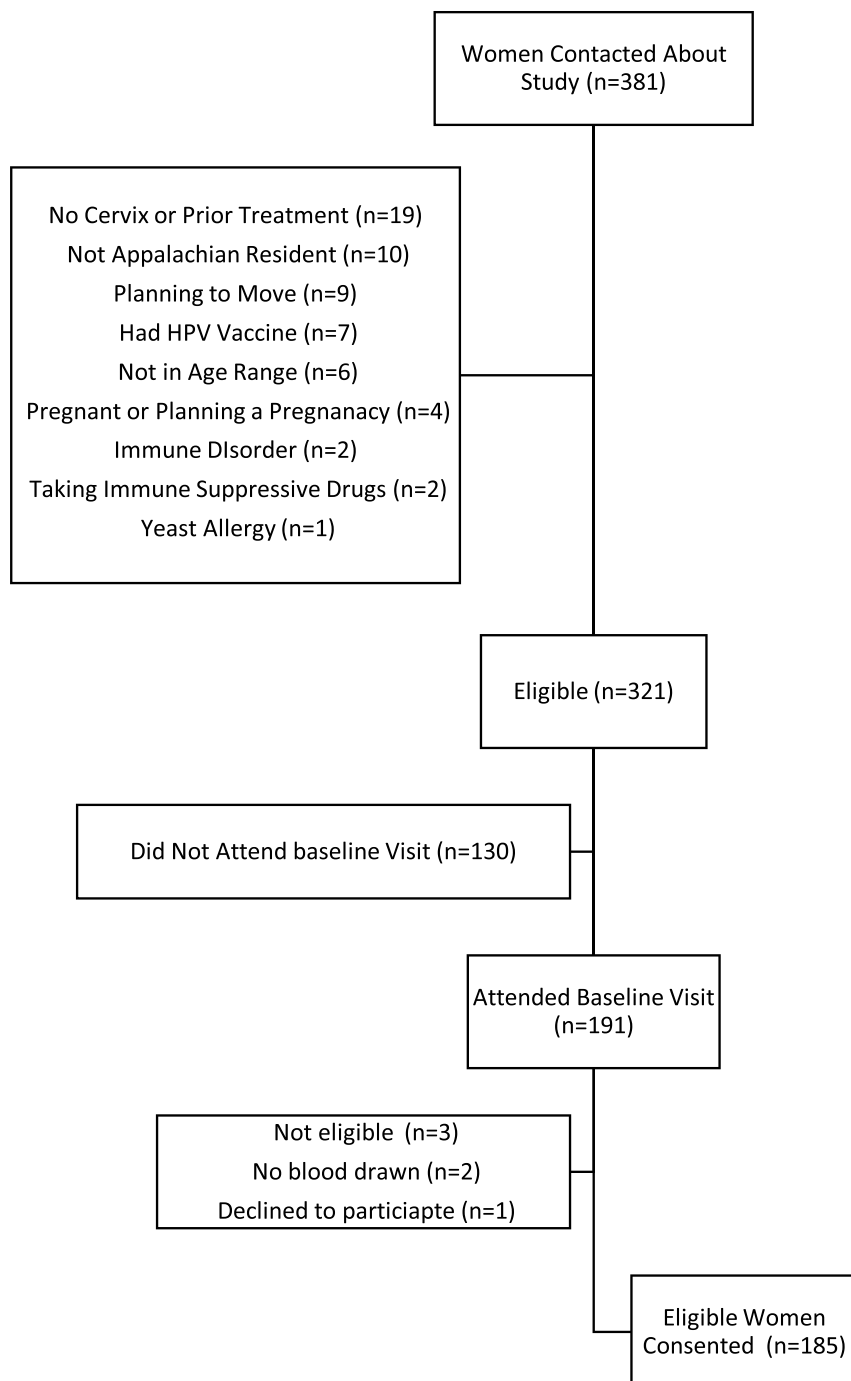 Women Contacted About
Study (n=381)
No Cervix or Prior Treatment (n=19)
Not Appalachian Resident (n=10)
Planning to Move (n=9)
Had HPV Vaccine (n=7)
Not in Age Range (n=6)
Pregnant or Planning a Pregnanacy (n=4)
Immune DIsorder (n=2)
Taking Immune Suppressive Drugs (n=2)
Yeast Allergy (n=1)
Eligible (n=321)
Did Not Attend baseline Visit (n=130)
Attended Baseline Visit
(n=191)
Not eligible (n=3)
No blood drawn (n=2)
Declined to particiapte (n=1)
Eligible Women
Consented (n=185)